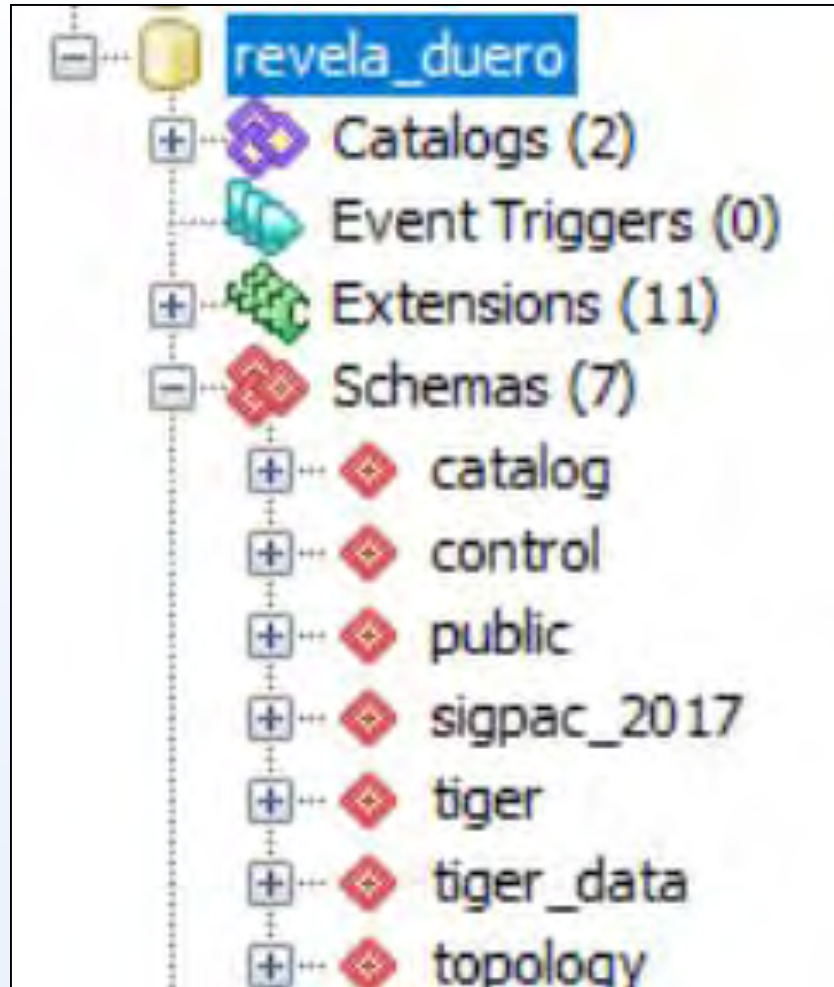 revela_duero
Catalogs (2)
Event Triggers (0)
Extensions (11)
Schemas (7)
catalog
control
public
sigpac_2017
tiger
tiger_data
topology